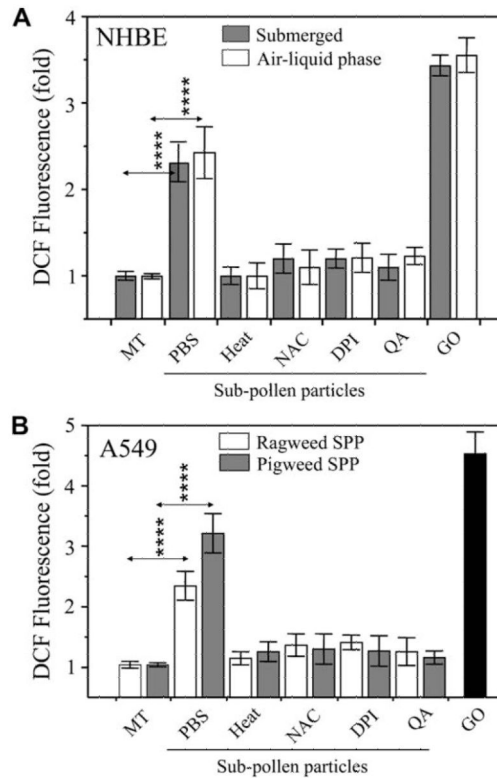 A
NHBE
Submerged
Air-liquid phase
DCF Fluorescence (fold)
4
3
2
1
****
****
MT
PBS
Heat
NAC
DPI
QA
GO
Sub-pollen particles
B
A549
Ragweed SPP
Pigweed SPP
DCF Fluorescence (fold)
5
4
3
2
1
****
****
MT
PBS
Heat
NAC
DPI
QA
GO
Sub-pollen particles